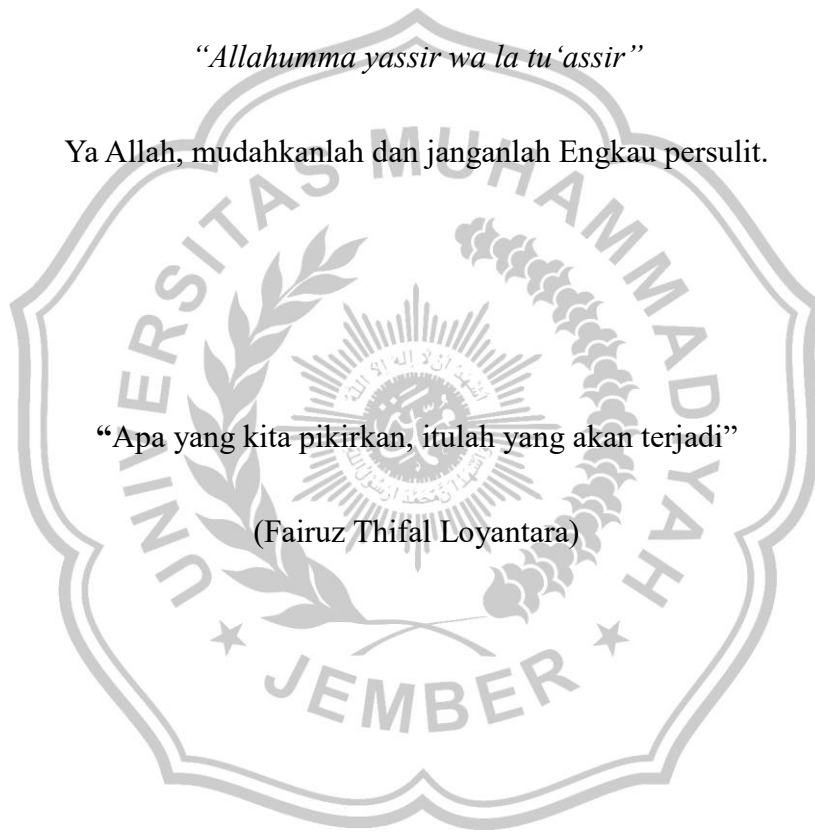 “Allahumma yassir wa la tu‘assir”
Ya Allah, mudahkanlah dan janganlah Engkau persulit.
“Apa yang kita pikirkan, itulah yang akan terjadi”
(Fairuz Thifal Loyantara)
UNIVERSITAS MUHAMMADIYAH
JEMBER